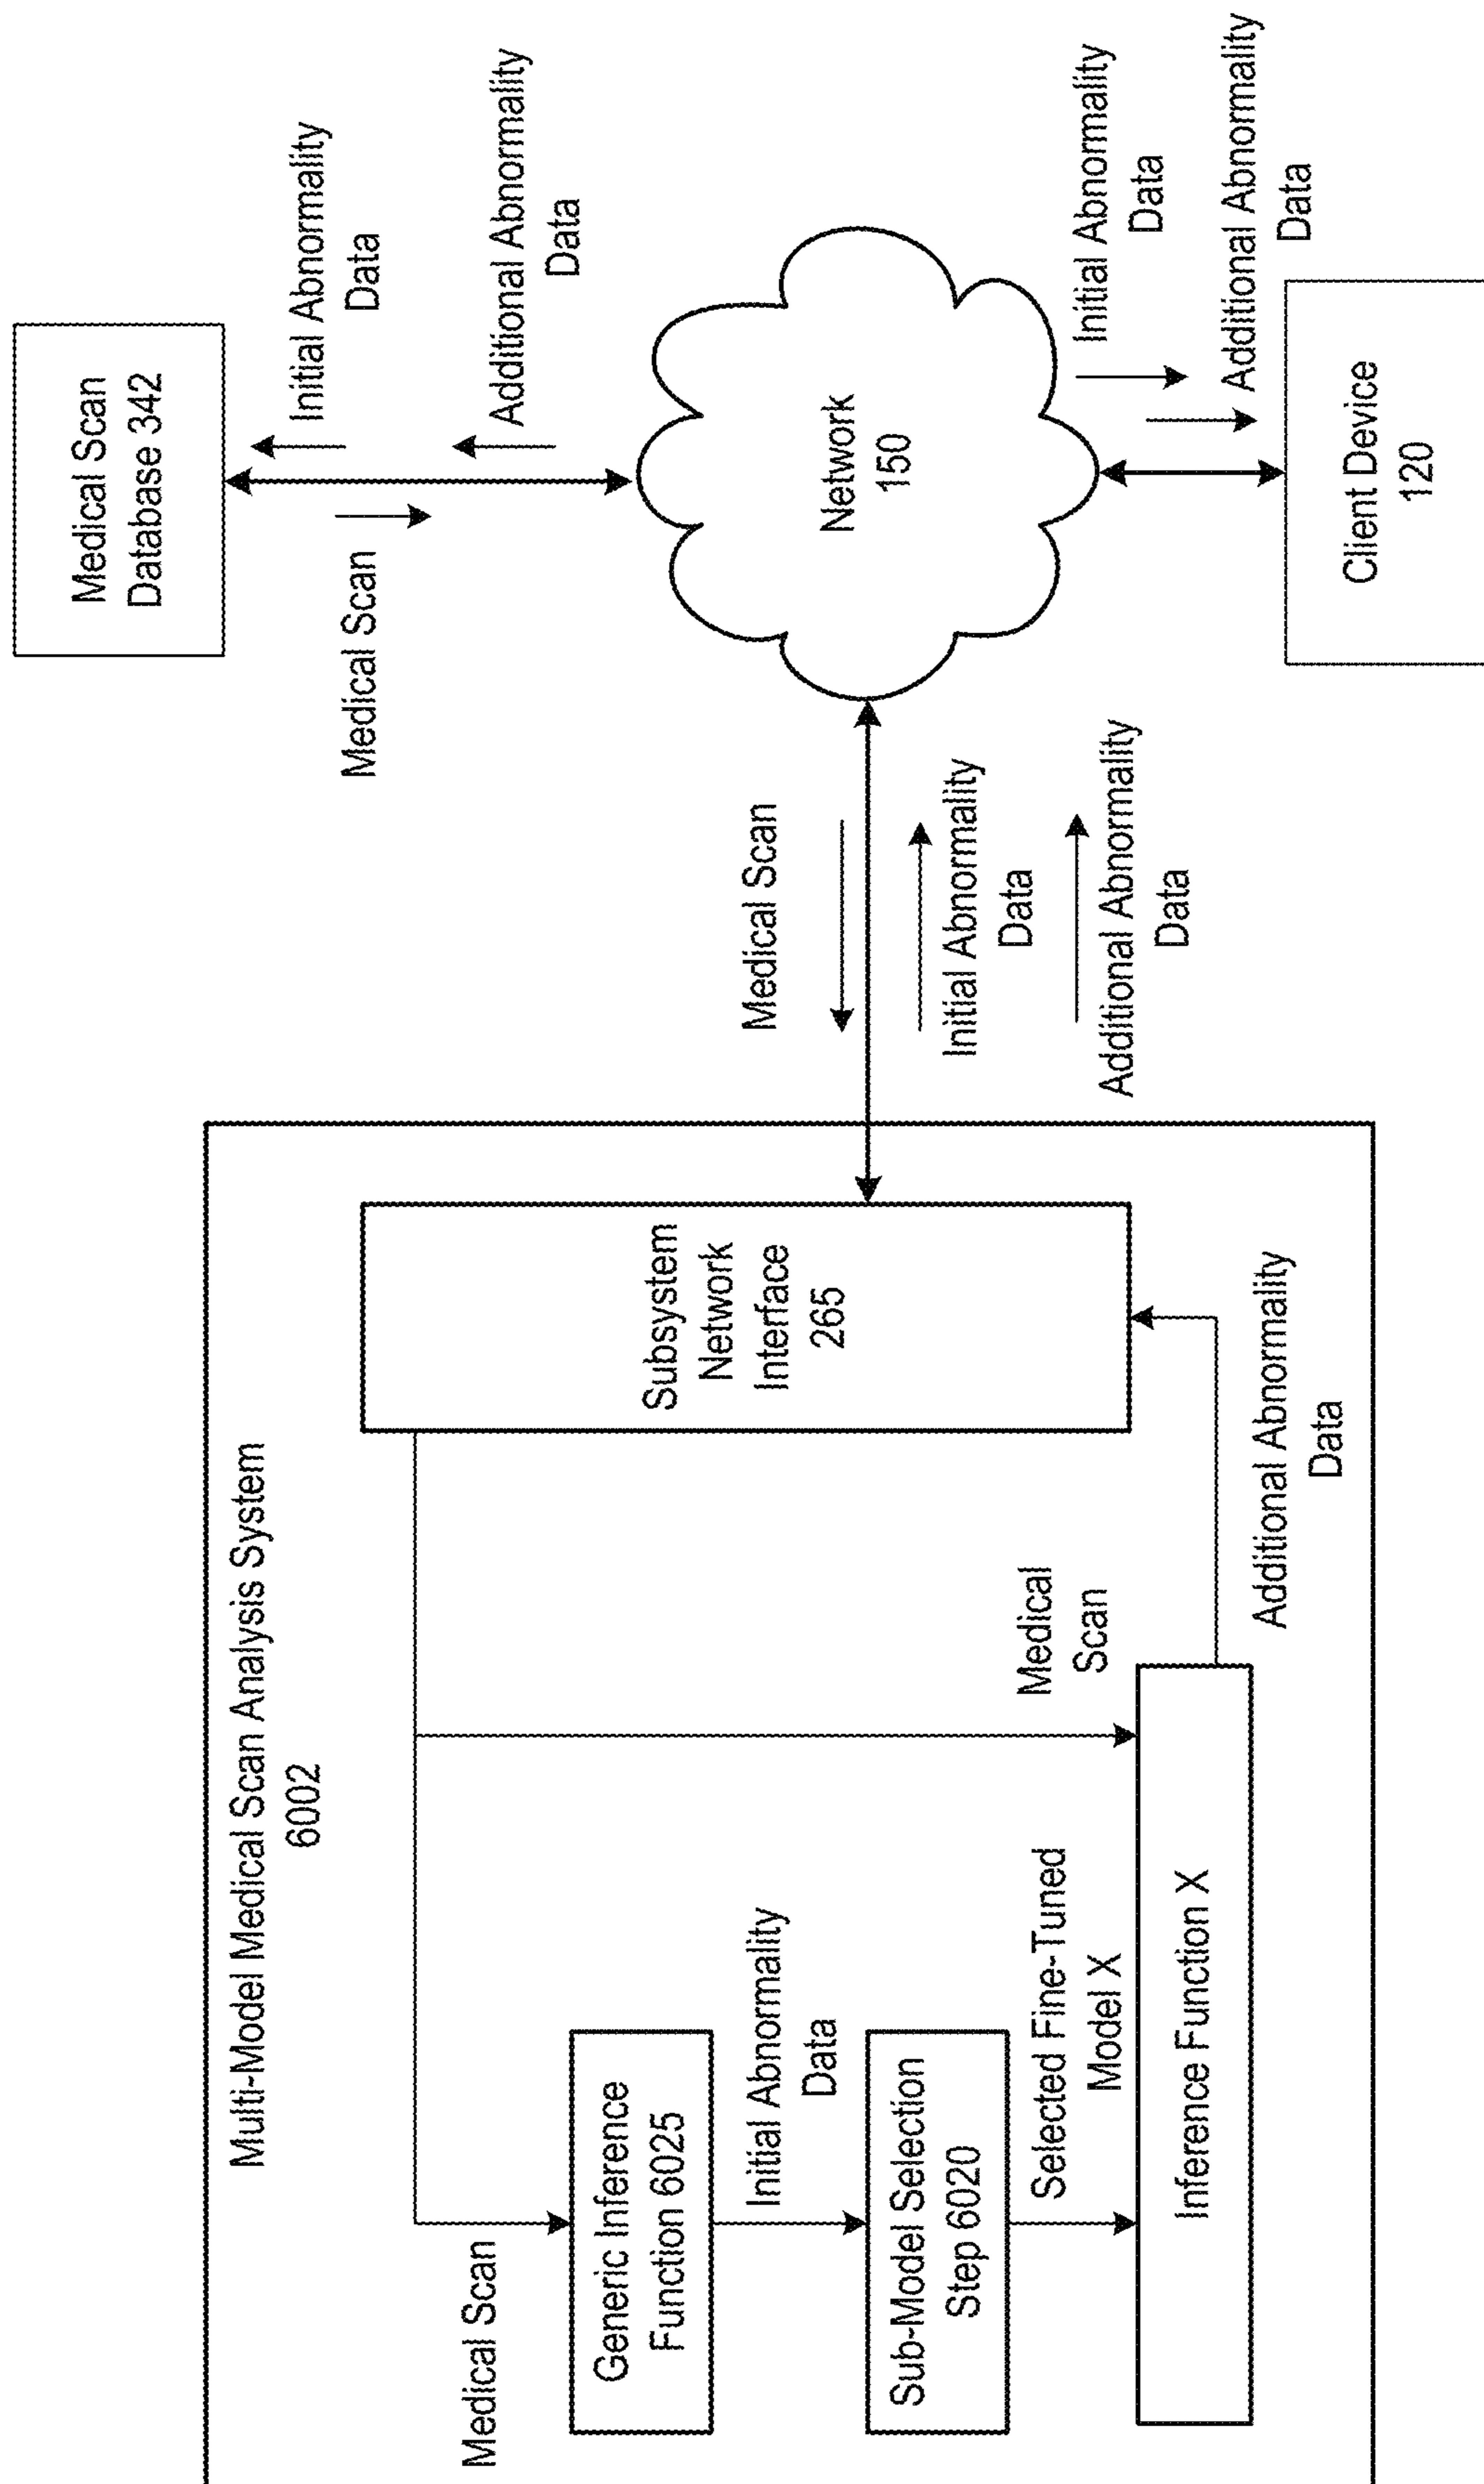 Multi-Model Medical Scan Analysis System
6002
Medical Scan
Generic Inference
Function 6025
Initial Abnormality
Data
Sub-Model Selection
Step 6020
Selected Fine-Tuned
Model X
Medical
Scan
Inference Function X
Subsystem
Network
Interface
265
Additional Abnormality
Data
Medical Scan
Initial Abnormality
Data
Additional Abnormality
Data
Medical Scan
Database 342
Medical Scan
Initial Abnormality
Data
Additional Abnormality
Data
Network
150
Initial Abnormality
Data
Additional Abnormality
Data
Client Device
120